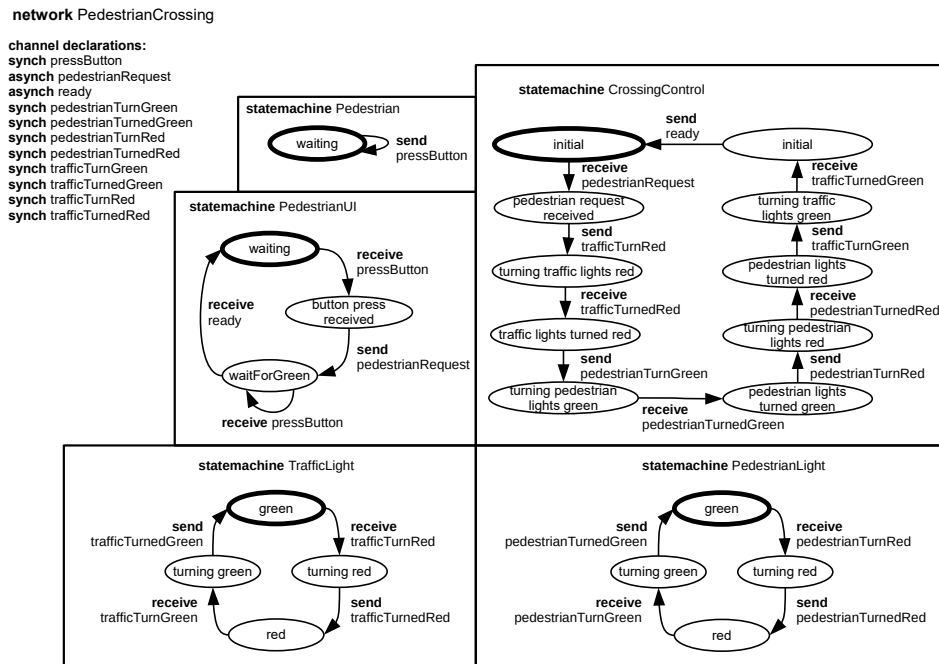 network PedestrianCrossing
channel declarations:
synch pressButton
asynch pedestrianRequest
asynch ready
synch pedestrianTurnGreen
synch pedestrianTurnedGreen
synch pedestrianTurnRed
synch pedestrianTurnedRed
synch trafficTurnGreen
synch trafficTurnedGreen
synch trafficTurnRed
synch trafficTurnedRed
statemachine Pedestrian
waiting
send
pressButton
statemachine PedestrianUI
waiting
receive
pressButton
button press
received
send
pedestrianRequest
waitForGreen
receive pressButton
receive
ready
statemachine CrossingControl
initial
receive
pedestrianRequest
pedestrian request
received
send
trafficTurnRed
turning traffic lights red
receive
trafficTurnedRed
traffic lights turned red
send
pedestrianTurnGreen
turning pedestrian
lights green
receive
pedestrianTurnedGreen
pedestrian lights
turned green
send
pedestrianTurnRed
turning pedestrian
lights red
receive
pedestrianTurnedRed
pedestrian lights
turned red
send
trafficTurnGreen
turning traffic
lights green
receive
trafficTurnedGreen
initial
send
ready
statemachine TrafficLight
green
receive
trafficTurnRed
turning red
send
trafficTurnedRed
red
receive
trafficTurnGreen
turning green
send
trafficTurnedGreen
statemachine PedestrianLight
green
receive
pedestrianTurnRed
turning red
send
pedestrianTurnedRed
red
receive
pedestrianTurnGreen
turning green
send
pedestrianTurnedGreen